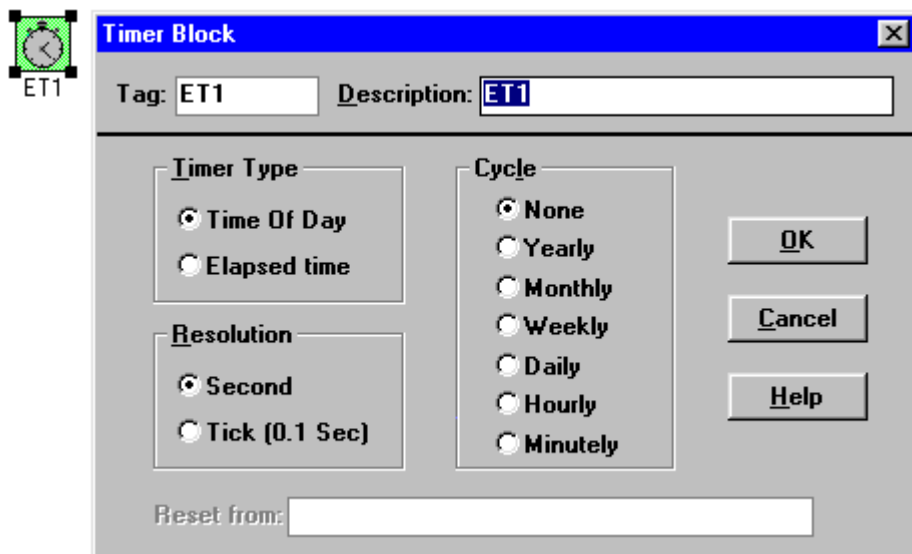 ET1
Timer Block
Tag: ET1 Description: ET1
Timer Type
Time Of Day
Elapsed time
Resolution
Second
Tick (0.1 Sec)
Cycle
None
Yearly
Monthly
Weekly
Daily
Hourly
Minutely
OK
Cancel
Help
Reset from: